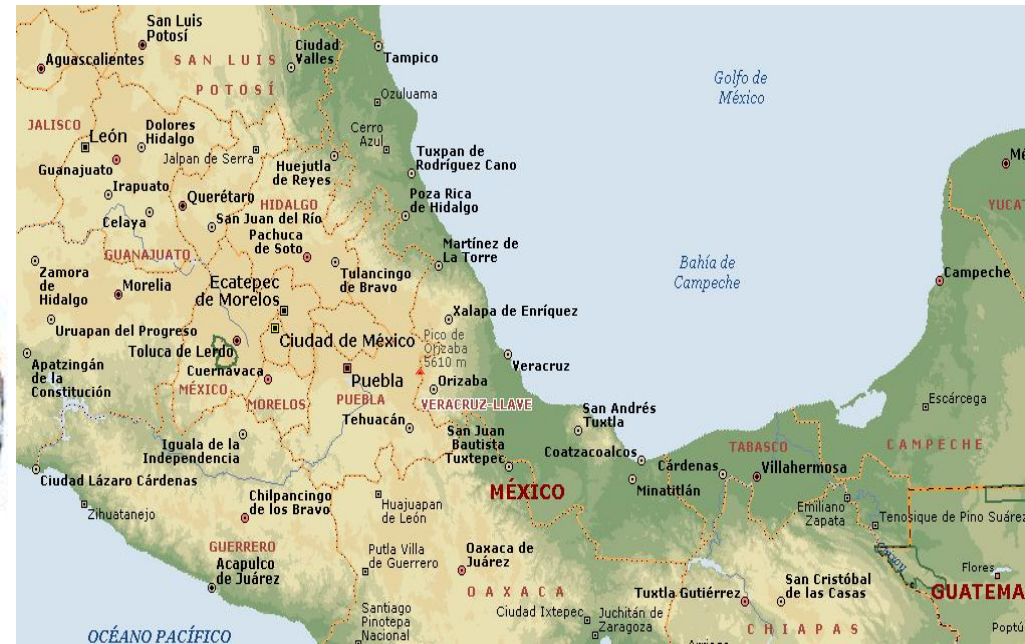 San Luis
Potosí
Aguascalientes
SAN LUIS
POTOSÍ
Ciudad
Valles
Tampico
Golfo de
México
Ozuluama
JALISCO
León
Dolores
Hidalgo
Jalpan de Serra
Cerro
Azul
Guanajuato
Huejutla
de Reyes
Tuxpan de
Rodríguez Cano
Irapuato
Querétaro
HIDALGO
Poza Rica
de Hidalgo
YUCAT
Celaya
San Juan del Río
Pachuca
de Soto
GUANAJUATO
Martínez de
La Torre
Zamora
de
Hidalgo
Morelia
Ecatepec
de Morelos
Tulancingo
de Bravo
Bahía de
Campeche
Campeche
Uruapan del Progreso
Xalapa de Enríquez
Toluca de Lerdo
Ciudad de México
Pico de
Orizaba
5610 m
Veracruz
Apatzingán
de la
Constitución
Cuernavaca
MÉXICO
MORELOS
Puebla
PUEBLA
Orizaba
VERACRUZ-LLAVE
Tehuacán
San Andrés
Tuxtla
Escárcega
Iguala de la
Independencia
San Juan
Bautista
Tuxtepec
Coatzacoalcos
TABASCO
CAMPECHE
Ciudad Lázaro Cárdenas
Cárdenas
Villahermosa
MÉXICO
Minatitlán
Zihuatanejo
Chilpancingo
de los Bravo
Huajuapan
de León
Emiliano
Zapata
Tenosique de Pino Suárez
GUERRERO
Acapulco
de Juárez
Putla Villa
de Guerrero
Oaxaca de
Juárez
OAXACA
Tuxtla Gutiérrez
San Cristóbal
de las Casas
Flores
GUATEMA
Santiago
Pinotepa
Nacional
Ciudad Ixtepec
Juchitán de
Zaragoza
CHIAPAS
Poptú
OCÉANO PACÍFICO